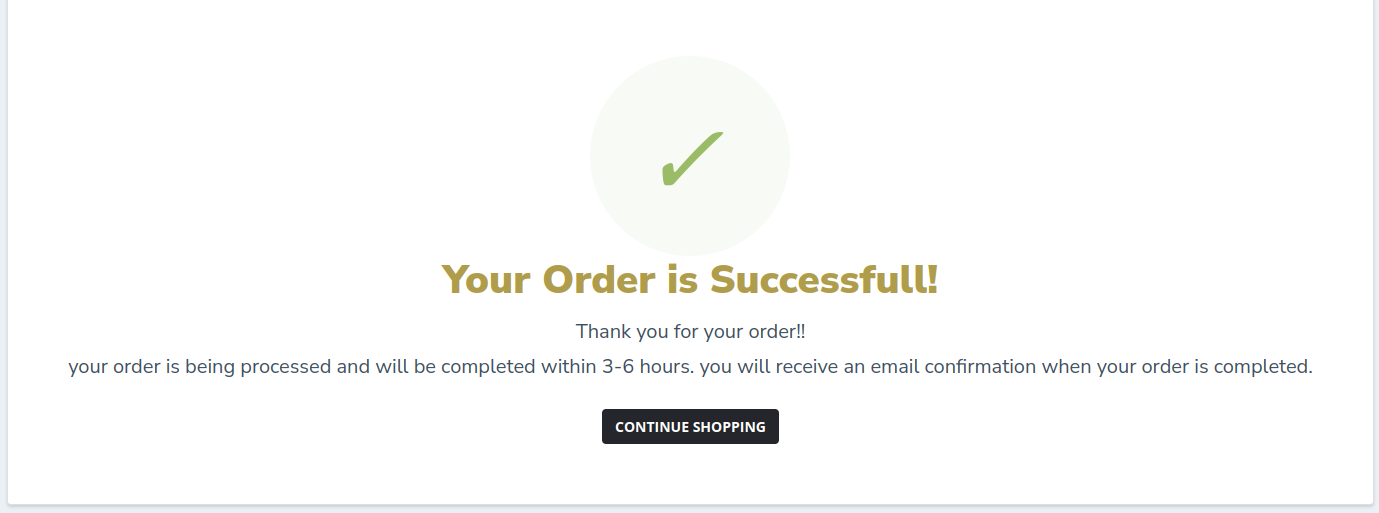 Your Order is Successfull!
Thank you for your order!!
your order is being processed and will be completed within 3-6 hours. you will receive an email confirmation when your order is completed.
CONTINUE SHOPPING